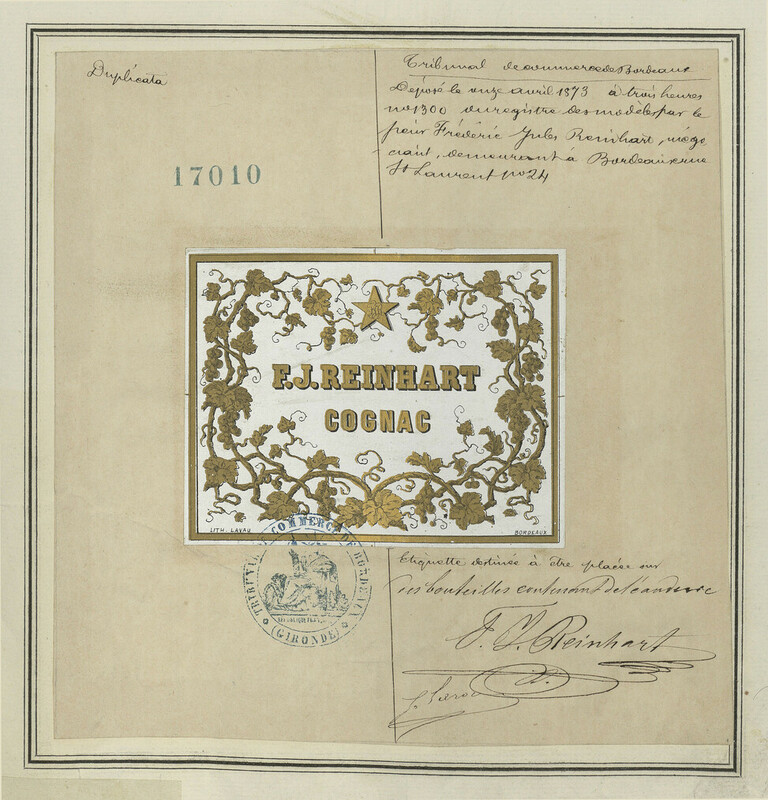 Duplicata
Tribunal de commerce de Bordeaux
Déposé le onze avril 1873 à trois heures
no 1300 du registre des modèles par le
sieur Frédéric Jules Reinhart, négo
ciant, demeurant à Bordeaux rue
St Laurent no 24
17010
F.J.REINHART
COGNAC
LITH. LAVAU
BORDEAUX
TRIBUNAL DE COMMERCE DE BORDEAUX
RÉPUBLIQUE FRANÇAISE
(GIRONDE)
Etiquette destinée à être placée sur
des bouteilles contenant de l'eau de vie
F. J. Reinhart